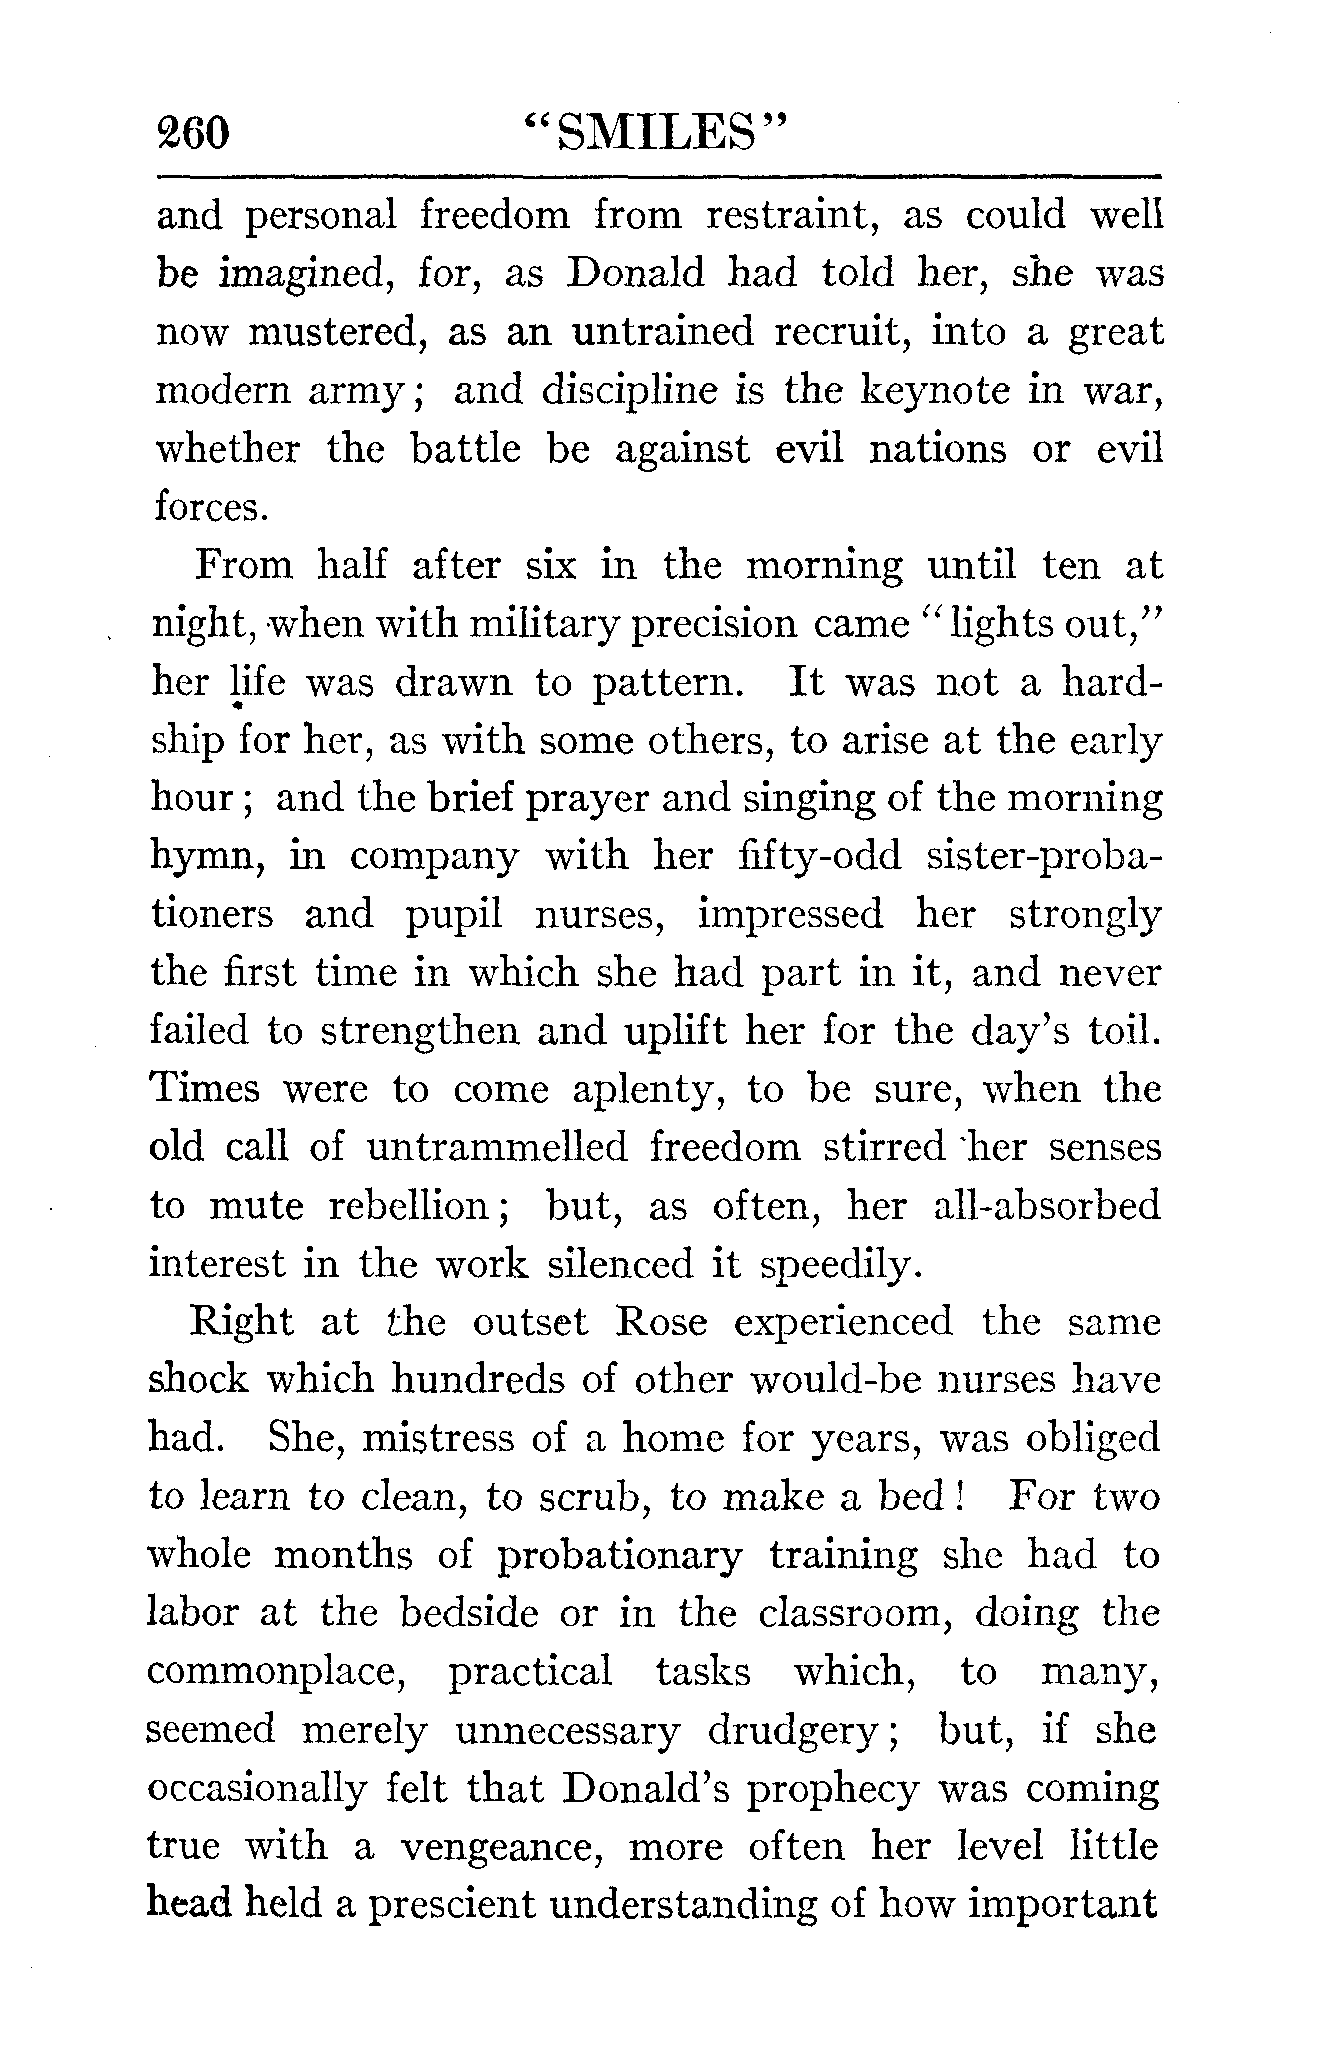 260 "SMILES"
and personal freedom from restraint, as could well
be imagined, for, as Donald had told her, she was
now mustered, as an untrained recruit, into a great
modern army; and discipline is the keynote in war,
whether the battle be against evil nations or evil
forces.
From half after six in the morning until ten at
night, when with military precision came "lights out,"
her life was drawn to pattern. It was not a hard-
ship for her, as with some others, to arise at the early
hour; and the brief prayer and singing of the morning
hymn, in company with her fifty-odd sister-proba-
tioners and pupil nurses, impressed her strongly
the first time in which she had part in it, and never
failed to strengthen and uplift her for the day's toil.
Times were to come aplenty, to be sure, when the
old call of untrammelled freedom stirred her senses
to mute rebellion; but, as often, her all-absorbed
interest in the work silenced it speedily.
Right at the outset Rose experienced the same
shock which hundreds of other would-be nurses have
had. She, mistress of a home for years, was obliged
to learn to clean, to scrub, to make a bed! For two
whole months of probationary training she had to
labor at the bedside or in the classroom, doing the
commonplace, practical tasks which, to many,
seemed merely unnecessary drudgery; but, if she
occasionally felt that Donald's prophecy was coming
true with a vengeance, more often her level little
head held a prescient understanding of how important